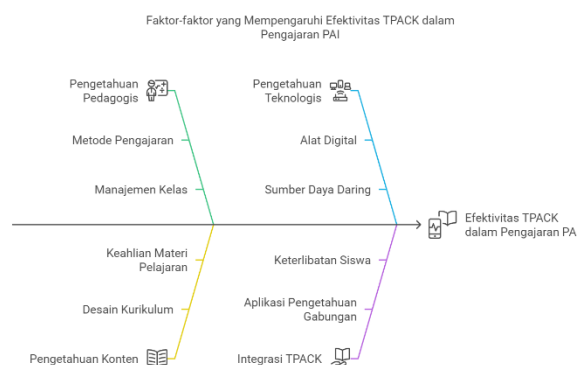 Faktor-faktor yang Mempengaruhi Efektivitas TPACK dalam
Pengajaran PAI
Pengetahuan
Pedagogis
Pengetahuan
Teknologis
Metode Pengajaran
Alat Digital
Manajemen Kelas
Sumber Daya Daring
Efektivitas TPACK
dalam Pengajaran PA
Keahlian Materi
Pelajaran
Keterlibatan Siswa
Desain Kurikulum
Aplikasi Pengetahuan
Gabungan
Pengetahuan Konten
Integrasi TPACK